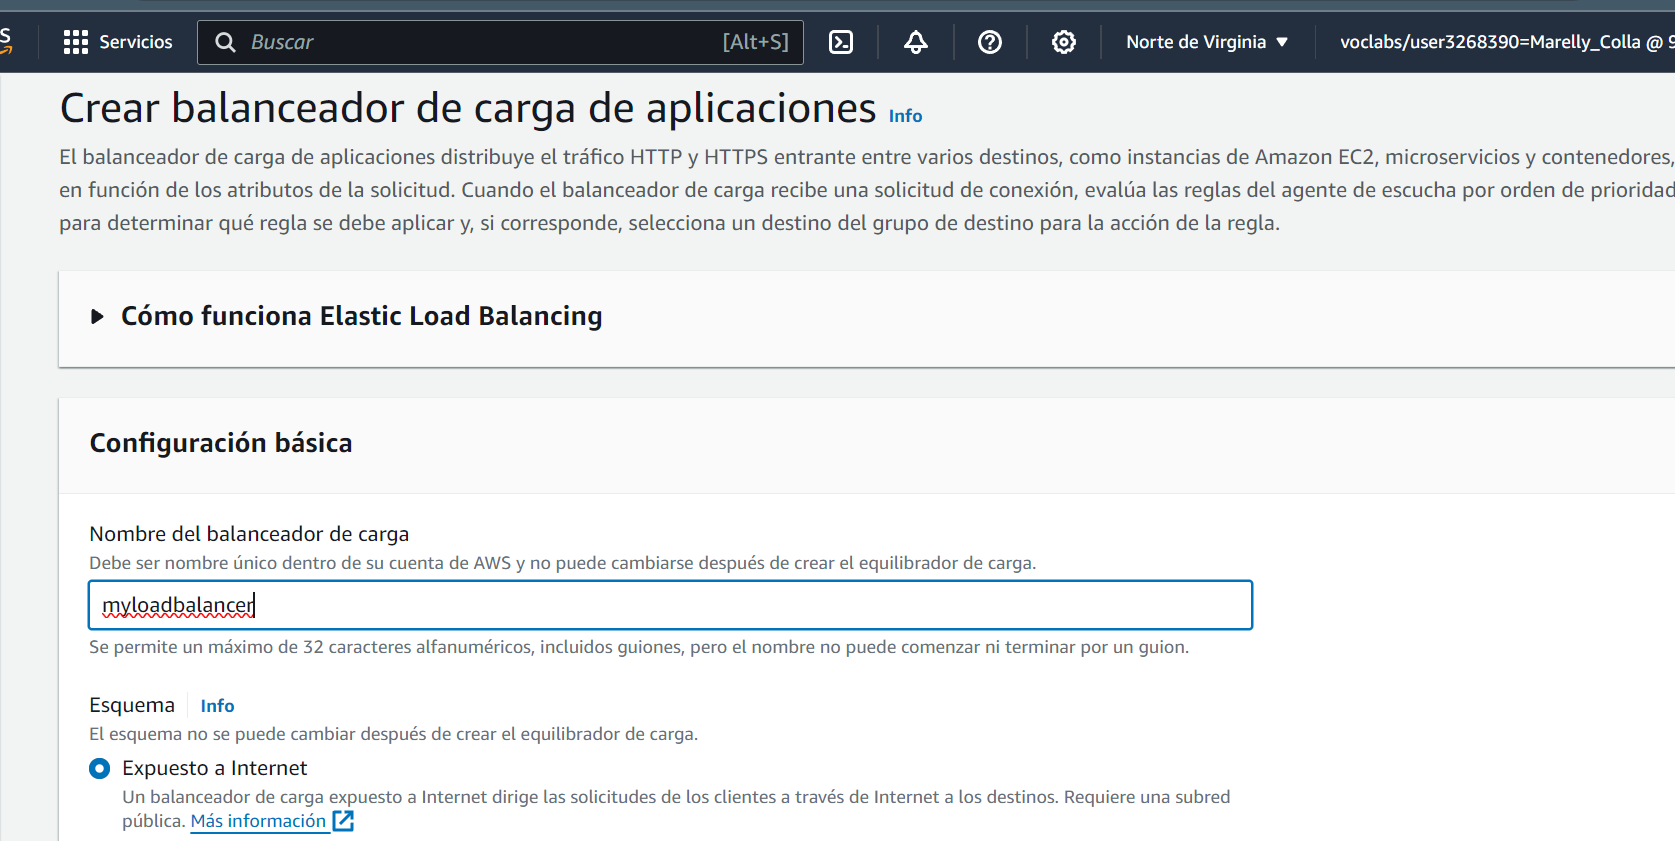 Servicios
Buscar [Alt+S]
Norte de Virginia
voclabs/user3268390=Marelly_Colla @ 9
Crear balanceador de carga de aplicaciones Info
El balanceador de carga de aplicaciones distribuye el tráfico HTTP y HTTPS entrante entre varios destinos, como instancias de Amazon EC2, microservicios y contenedores,
en función de los atributos de la solicitud. Cuando el balanceador de carga recibe una solicitud de conexión, evalúa las reglas del agente de escucha por orden de prioridad
para determinar qué regla se debe aplicar y, si corresponde, selecciona un destino del grupo de destino para la acción de la regla.
Cómo funciona Elastic Load Balancing
Configuración básica
Nombre del balanceador de carga
Debe ser nombre único dentro de su cuenta de AWS y no puede cambiarse después de crear el equilibrador de carga.
myloadbalancer
Se permite un máximo de 32 caracteres alfanuméricos, incluidos guiones, pero el nombre no puede comenzar ni terminar por un guion.
Esquema Info
El esquema no se puede cambiar después de crear el equilibrador de carga.
Expuesto a Internet
Un balanceador de carga expuesto a Internet dirige las solicitudes de los clientes a través de Internet a los destinos. Requiere una subred
pública. Más información